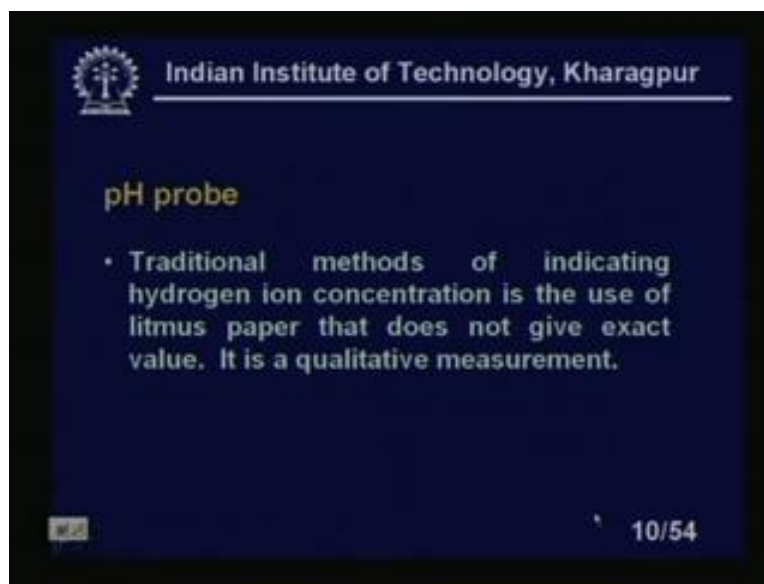 Indian Institute of Technology, Kharagpur
pH probe
• Traditional methods of indicating
hydrogen ion concentration is the use of
litmus paper that does not give exact
value. It is a qualitative measurement.
10/54